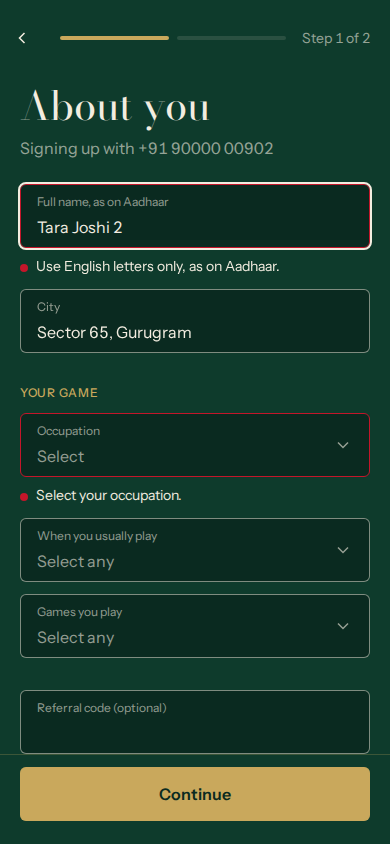 Step 1 of 2
About you
Signing up with +91 90000 00902
Full name, as on Aadhaar
Tara Joshi 2
Use English letters only, as on Aadhaar.
City
Sector 65, Gurugram
YOUR GAME
Occupation
Select
Select your occupation.
When you usually play
Select any
Games you play
Select any
Referral code (optional)
Continue